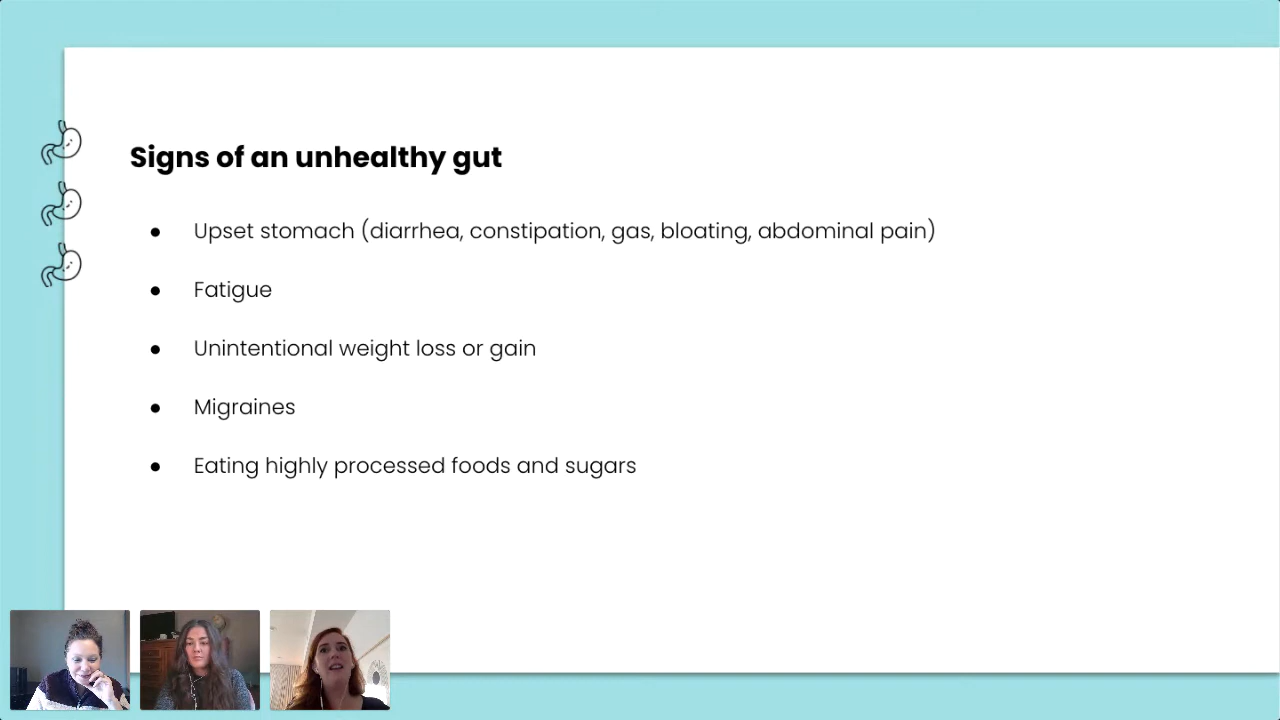 Signs of an unhealthy gut
● Upset stomach (diarrhea, constipation, gas, bloating, abdominal pain)
● Fatigue
● Unintentional weight loss or gain
● Migraines
● Eating highly processed foods and sugars